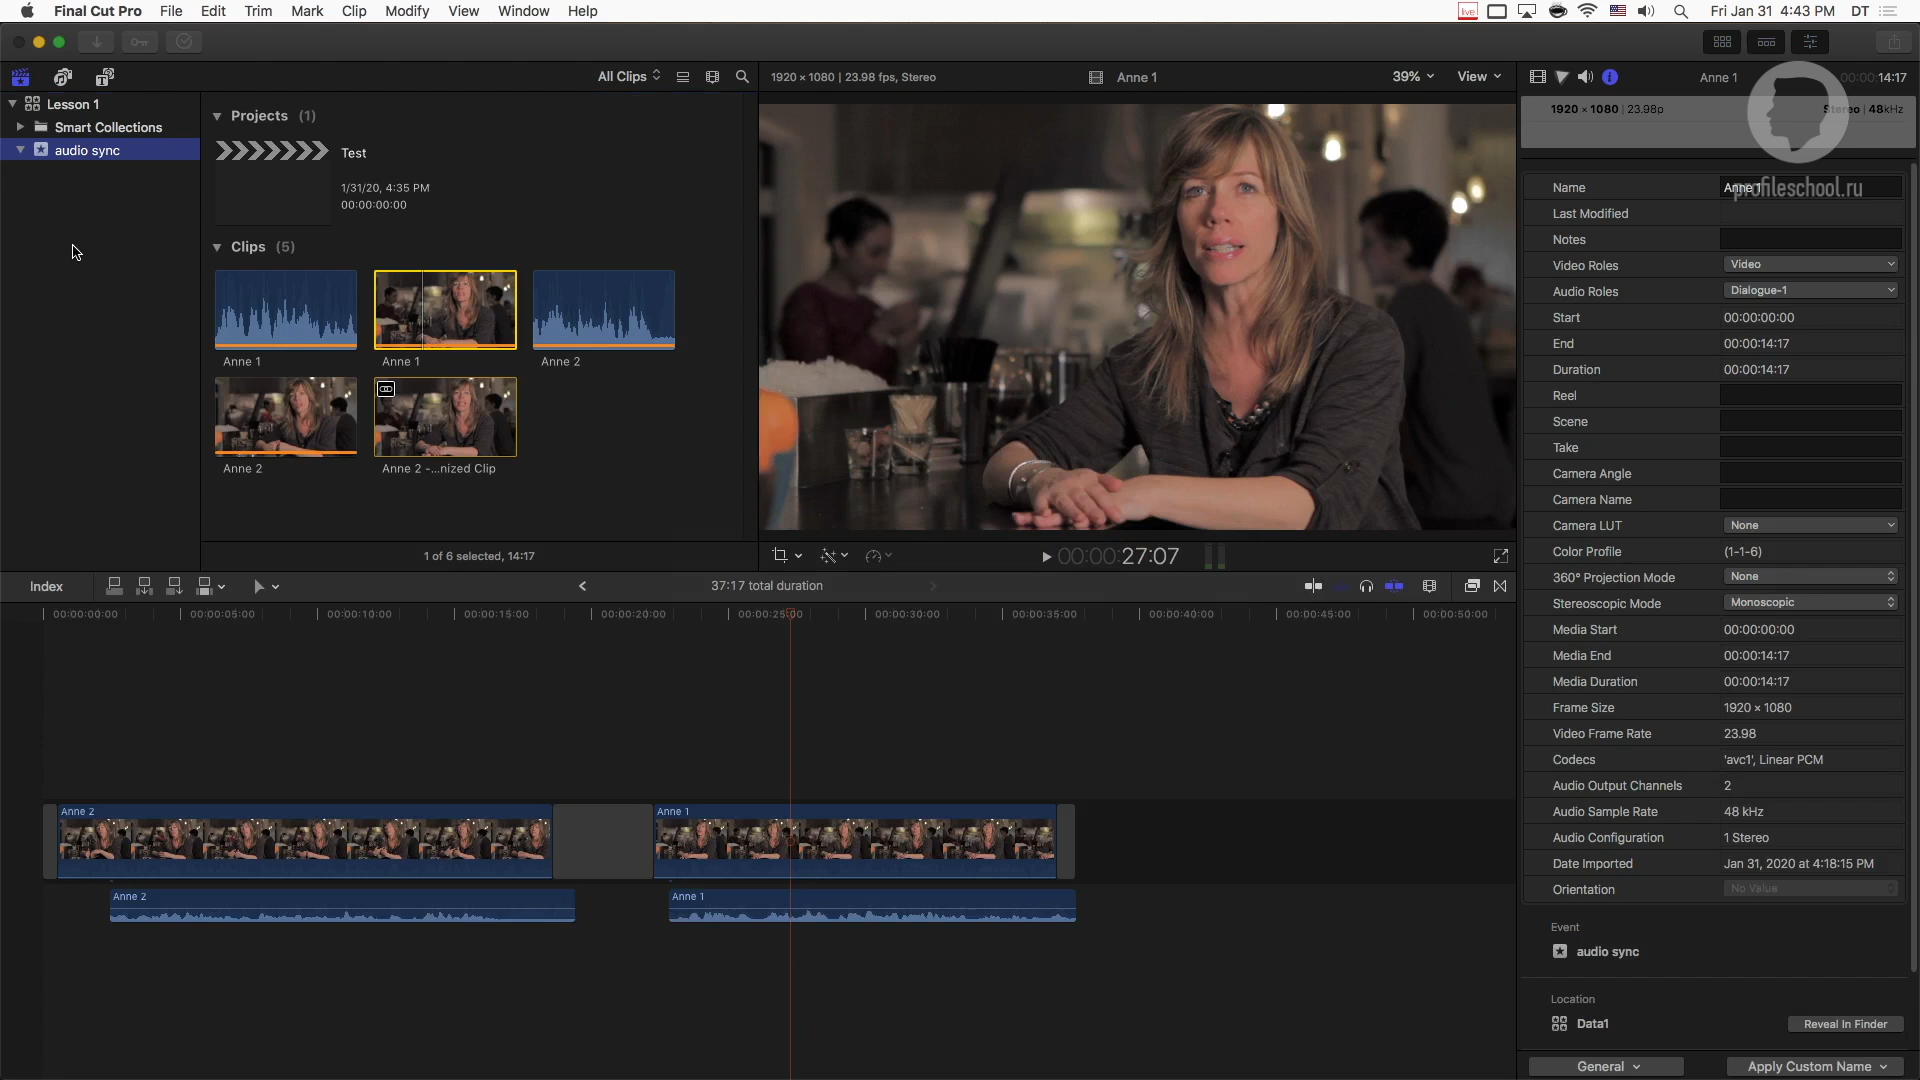 Final Cut Pro File Edit Trim Mark Clip Modify View Window Help
live Fri Jan 31 4:43 PM DT
All Clips
1920 × 1080 | 23.98 fps, Stereo
Anne 1
39% View
Anne 1
00:00:14:17
Lesson 1
Smart Collections
audio sync
Projects (1)
Test
1/31/20, 4:35 PM
00:00:00:00
Clips (5)
Anne 1
Anne 1
Anne 2
Anne 2
Anne 2 -...nized Clip
1 of 6 selected, 14:17
00:00:27:07
1920 × 1080 | 23.98p
Stereo | 48kHz
profileschool.ru
Name Anne 1
Last Modified
Notes
Video Roles Video
Audio Roles Dialogue-1
Start 00:00:00:00
End 00:00:14:17
Duration 00:00:14:17
Reel
Scene
Take
Camera Angle
Camera Name
Camera LUT None
Color Profile (1-1-6)
360° Projection Mode None
Stereoscopic Mode Monoscopic
Media Start 00:00:00:00
Media End 00:00:14:17
Media Duration 00:00:14:17
Frame Size 1920 × 1080
Video Frame Rate 23.98
Codecs 'avc1', Linear PCM
Audio Output Channels 2
Audio Sample Rate 48 kHz
Audio Configuration 1 Stereo
Date Imported Jan 31, 2020 at 4:18:15 PM
Orientation No Value
Event
audio sync
Location
Data1
Reveal In Finder
General
Apply Custom Name
Index
37:17 total duration
00:00:00:00 00:00:05:00 00:00:10:00 00:00:15:00 00:00:20:00 00:00:25:00 00:00:30:00 00:00:35:00 00:00:40:00 00:00:45:00 00:00:50:00
Anne 2
Anne 1
Anne 2
Anne 1